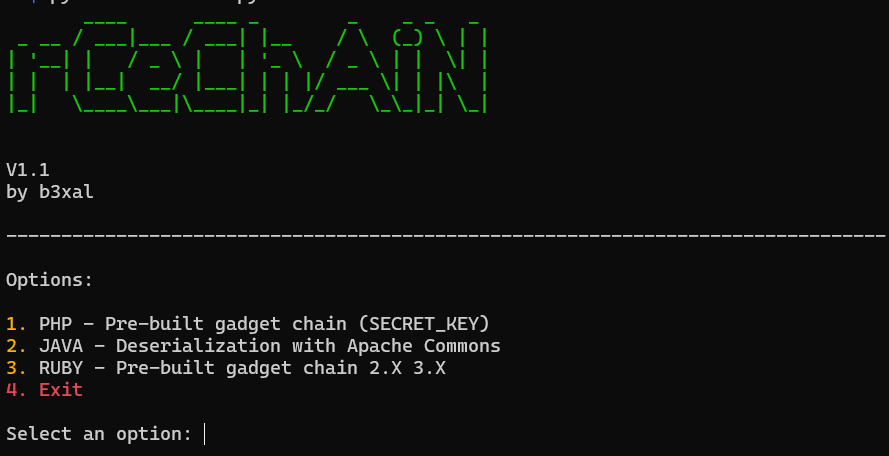 rCeChAiN
V1.1
by b3xal
--------------------------------------------------------------------------------
Options:
1. PHP - Pre-built gadget chain (SECRET_KEY)
2. JAVA - Deserialization with Apache Commons
3. RUBY - Pre-built gadget chain 2.X 3.X
4. Exit
Select an option: